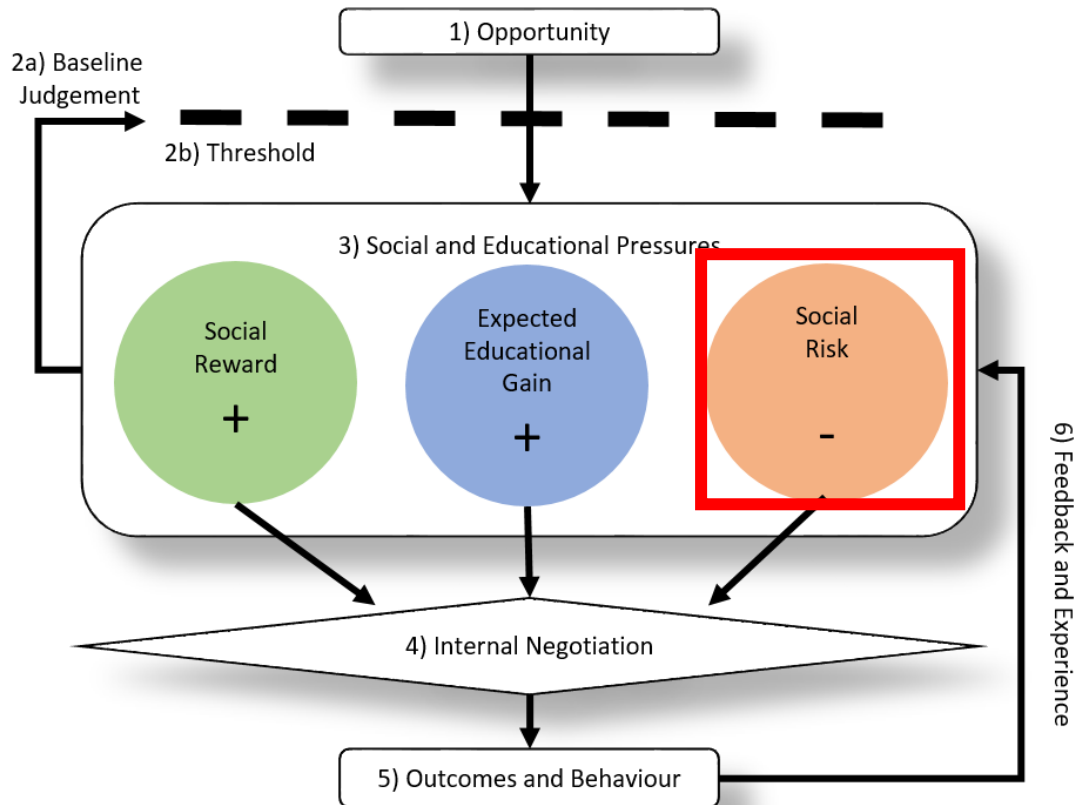 1) Opportunity
2a) Baseline
Judgement
2b) Threshold
3) Social and Educational Pressures
Social
Reward
+
Expected
Educational
Gain
+
Social
Risk
-
4) Internal Negotiation
5) Outcomes and Behaviour
6) Feedback and Experience